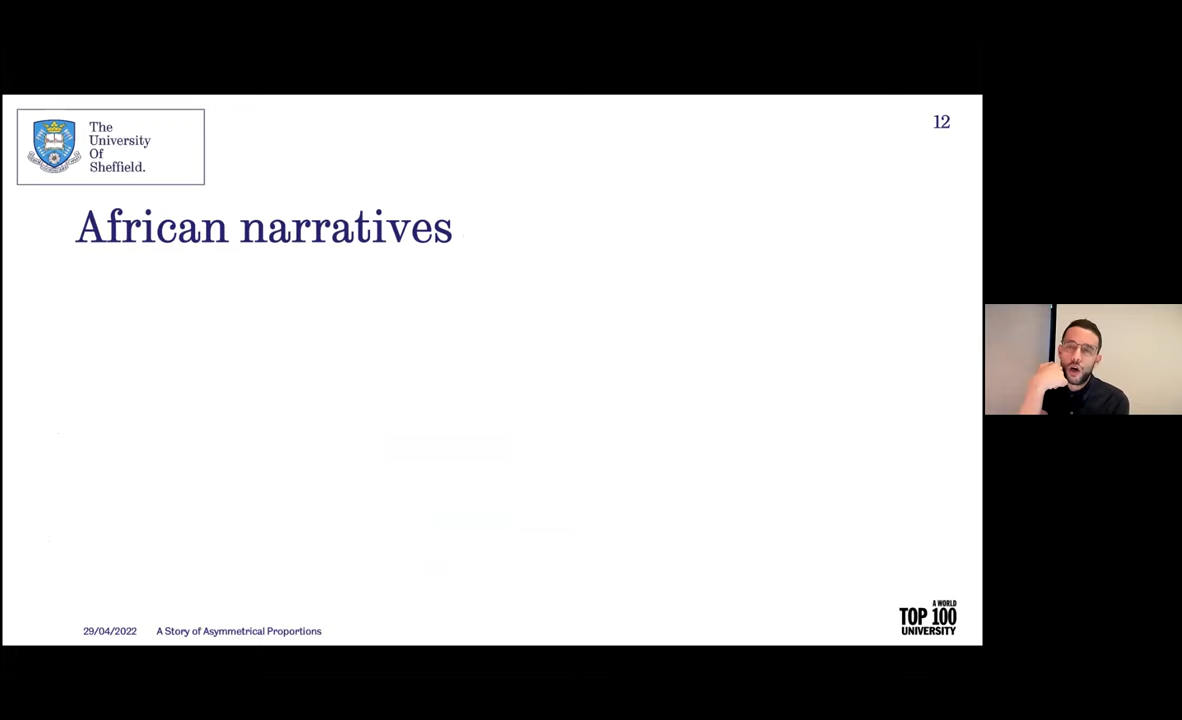 The
University
Of
Sheffield.
12
African narratives
29/04/2022 A Story of Asymmetrical Proportions
A WORLD
TOP 100
UNIVERSITY